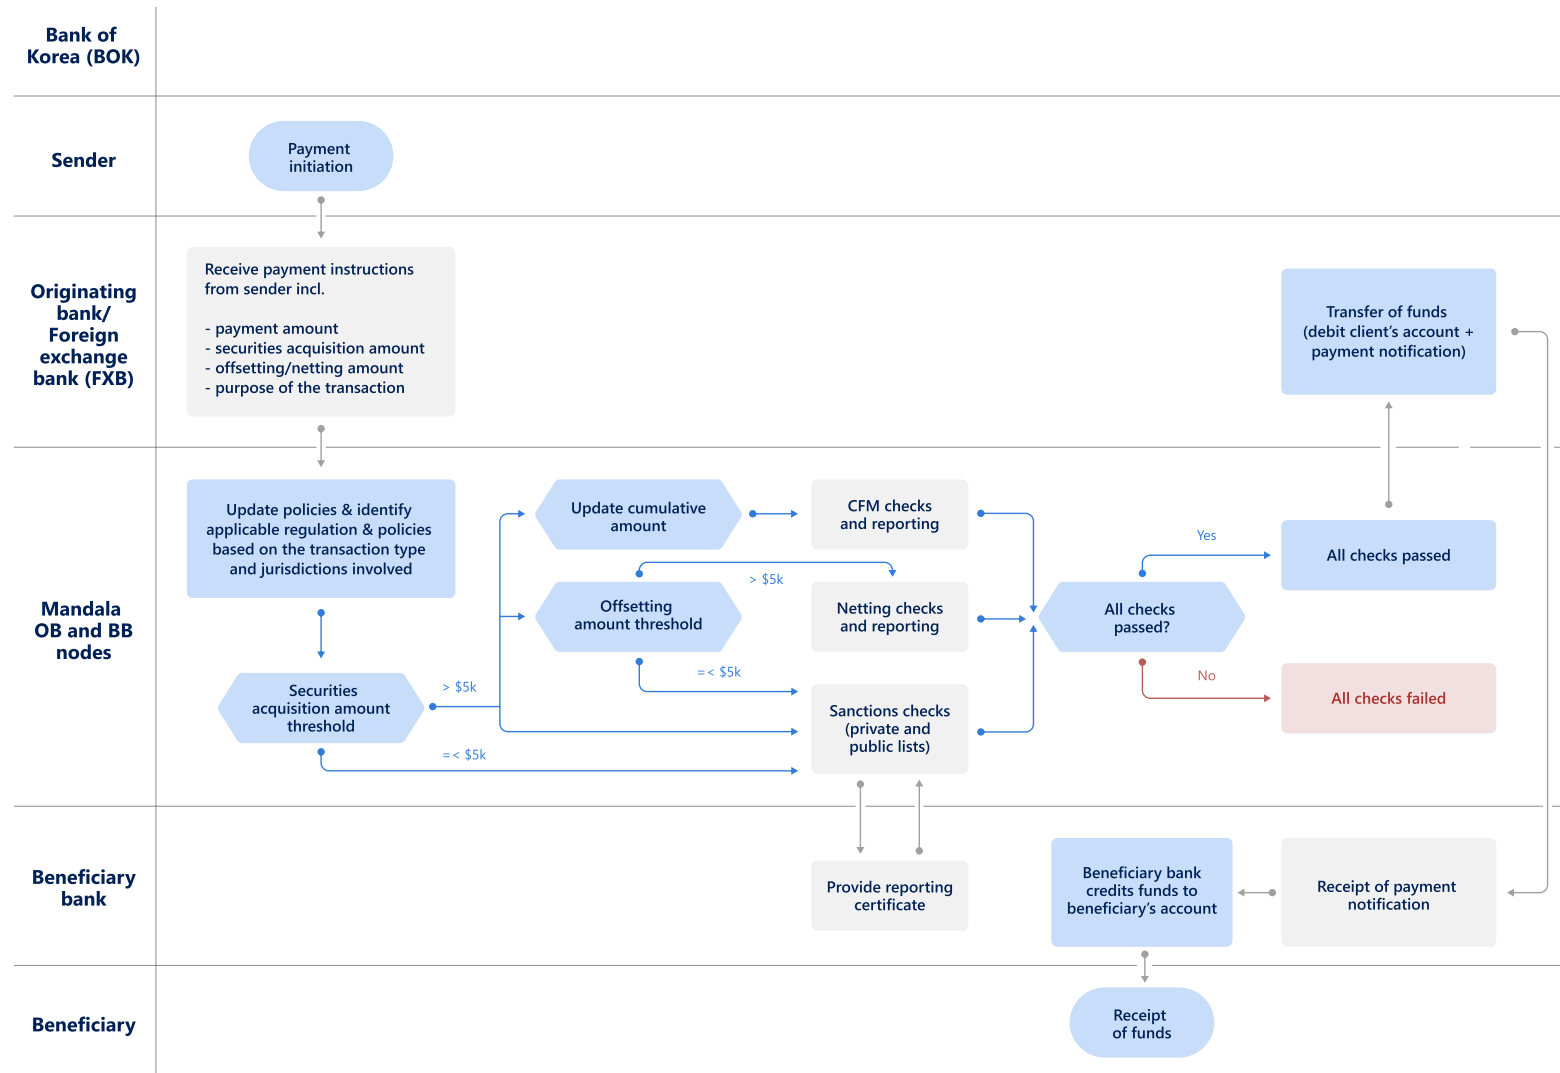 Bank of
Korea (BOK)
Sender
Payment
initiation
Originating
bank/
Foreign
exchange
bank (FXB)
Receive payment instructions
from sender incl.
- payment amount
- securities acquisition amount
- offsetting/netting amount
- purpose of the transaction
Transfer of funds
(debit client's account +
payment notification)
Mandala
OB and BB
nodes
Update policies & identify
applicable regulation & policies
based on the transaction type
and jurisdictions involved
Securities
acquisition amount
threshold
> $5k
=< $5k
Update cumulative
amount
Offsetting
amount threshold
> $5k
=< $5k
CFM checks
and reporting
Netting checks
and reporting
Sanctions checks
(private and
public lists)
All checks
passed?
Yes
No
All checks passed
All checks failed
Beneficiary
bank
Provide reporting
certificate
Beneficiary bank
credits funds to
beneficiary's account
Receipt of payment
notification
Beneficiary
Receipt
of funds